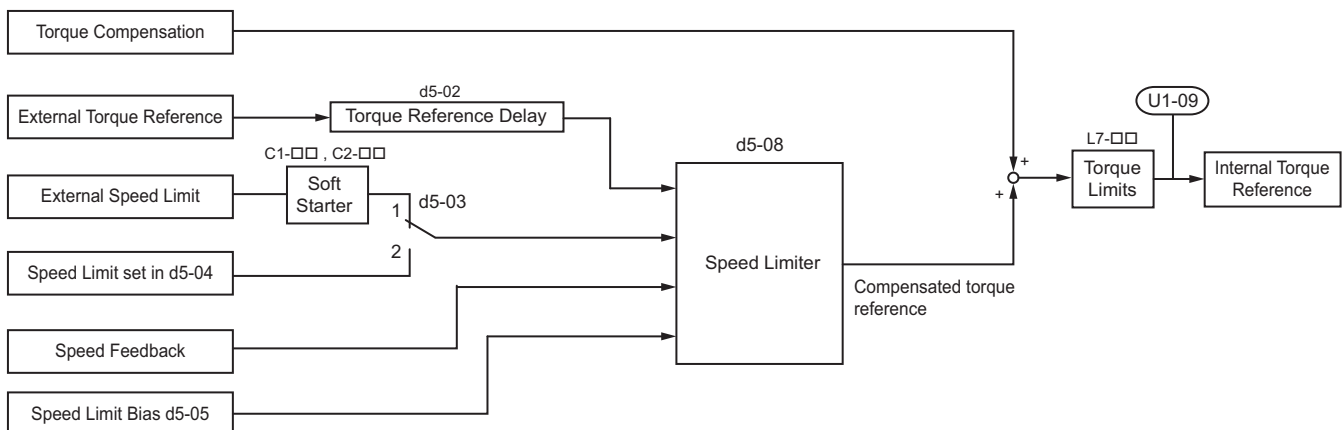 Torque Compensation
External Torque Reference
d5-02
Torque Reference Delay
C1-□□ , C2-□□
External Speed Limit
Soft
Starter
d5-03
1
2
Speed Limit set in d5-04
Speed Feedback
Speed Limit Bias d5-05
d5-08
Speed Limiter
Compensated torque
reference
+
+
L7-□□
Torque
Limits
U1-09
Internal Torque
Reference